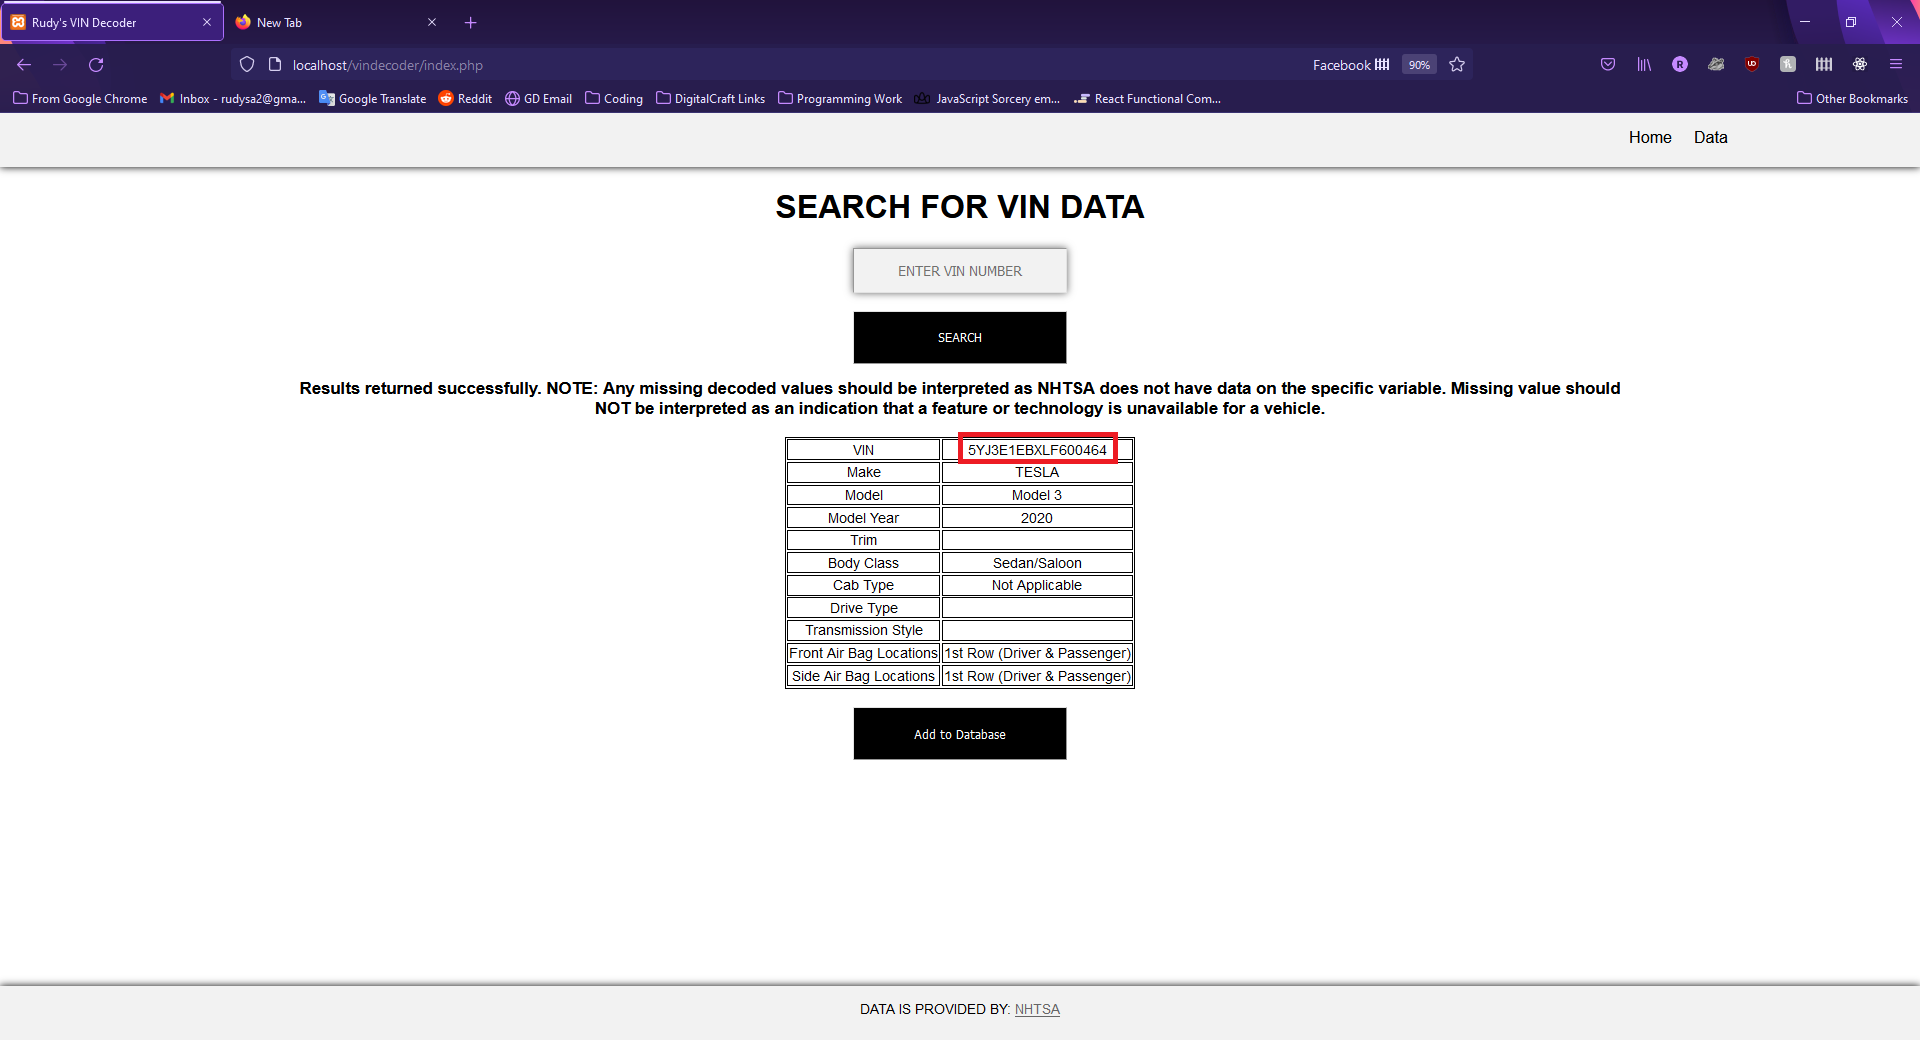 Rudy's VIN Decoder
New Tab
localhost/vindecoder/index.php
Facebook
90%
From Google Chrome
Inbox - rudysa2@gma...
Google Translate
Reddit
GD Email
Coding
DigitalCraft Links
Programming Work
JavaScript Sorcery em...
React Functional Com...
Other Bookmarks
Home Data
SEARCH FOR VIN DATA
ENTER VIN NUMBER
SEARCH
Results returned successfully. NOTE: Any missing decoded values should be interpreted as NHTSA does not have data on the specific variable. Missing value should
NOT be interpreted as an indication that a feature or technology is unavailable for a vehicle.
VIN 5YJ3E1EBXLF600464
Make TESLA
Model Model 3
Model Year 2020
Trim
Body Class Sedan/Saloon
Cab Type Not Applicable
Drive Type
Transmission Style
Front Air Bag Locations 1st Row (Driver & Passenger)
Side Air Bag Locations 1st Row (Driver & Passenger)
Add to Database
DATA IS PROVIDED BY: NHTSA